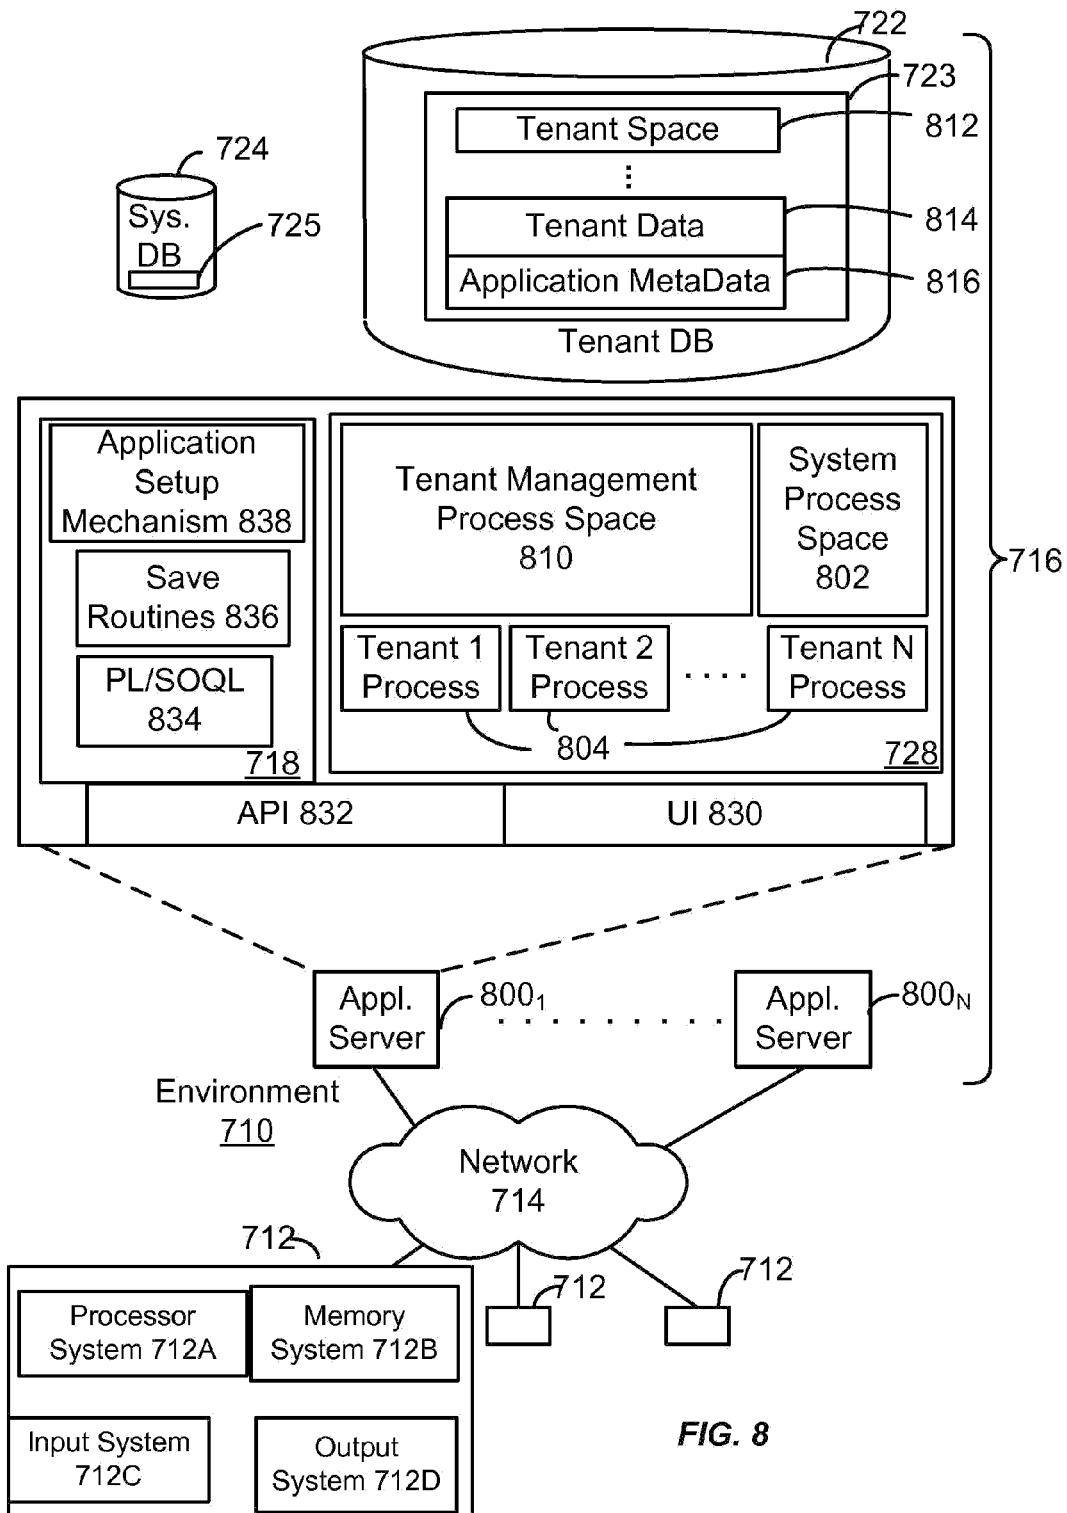 722
723
Tenant Space
812
724
Sys.
DB
725
Tenant Data
814
Application MetaData
816
Tenant DB
Application
Setup
Mechanism 838
Tenant Management
Process Space
810
System
Process
Space
802
716
Save
Routines 836
Tenant 1
Process
Tenant 2
Process
Tenant N
Process
PL/SOQL
834
804
718
728
API 832
UI 830
Appl.
Server
800₁
Appl.
Server
800ₙ
Environment
710
Network
714
712
712
712
Processor
System 712A
Memory
System 712B
Input System
712C
Output
System 712D
FIG. 8